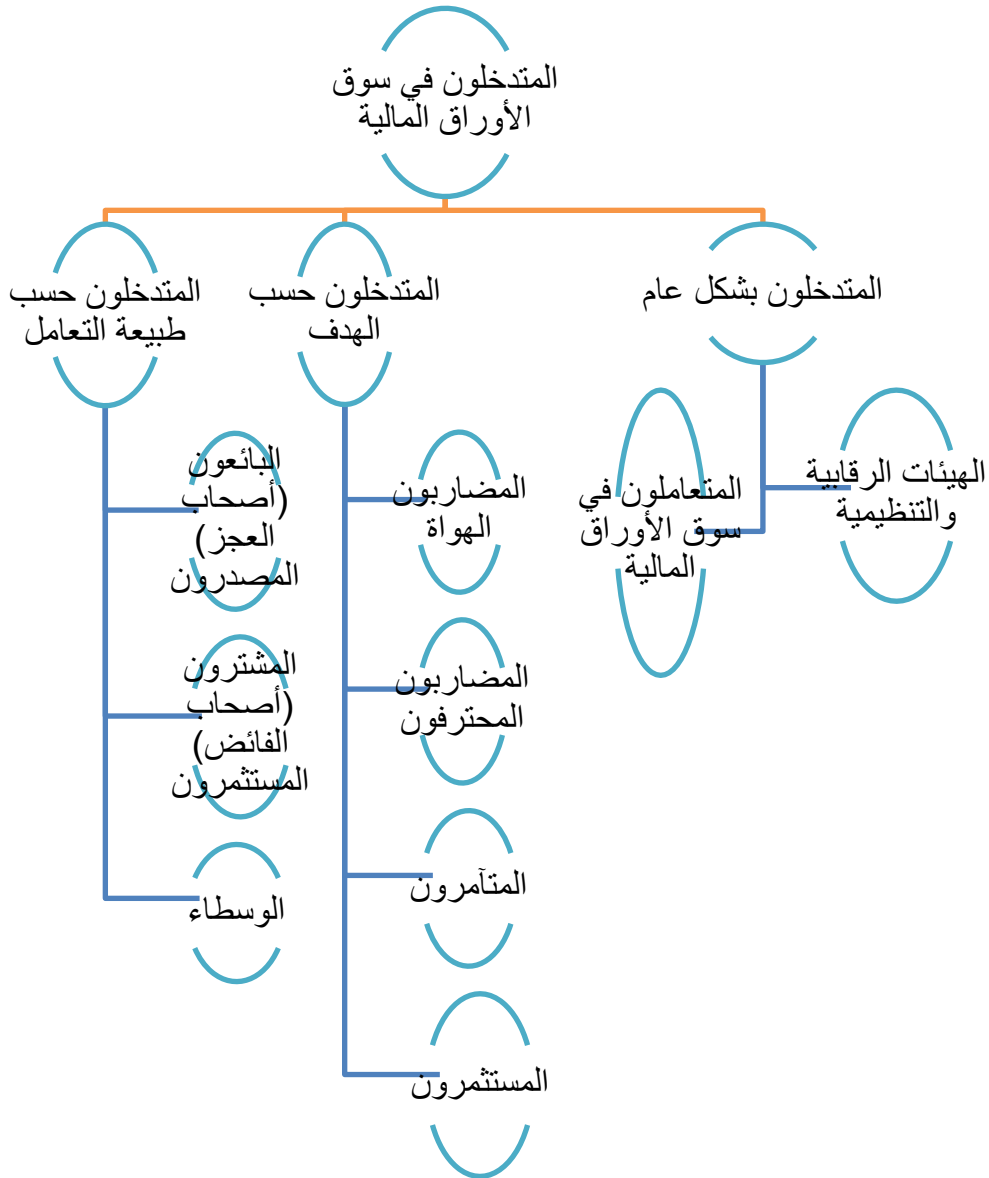 المتدخلون في سوق
الأوراق المالية
المتدخلون بشكل عام
الهيئات الرقابية
والتنظيمية
المتعاملون في
سوق الأوراق
المالية
المتدخلون حسب
الهدف
المضاربون
الهواة
المضاربون
المحترفون
المتآمرون
المستثمرون
المتدخلون حسب
طبيعة التعامل
البائعون
(أصحاب
العجز)
المصدرون
المشترون
(أصحاب
الفائض)
المستثمرون
الوسطاء